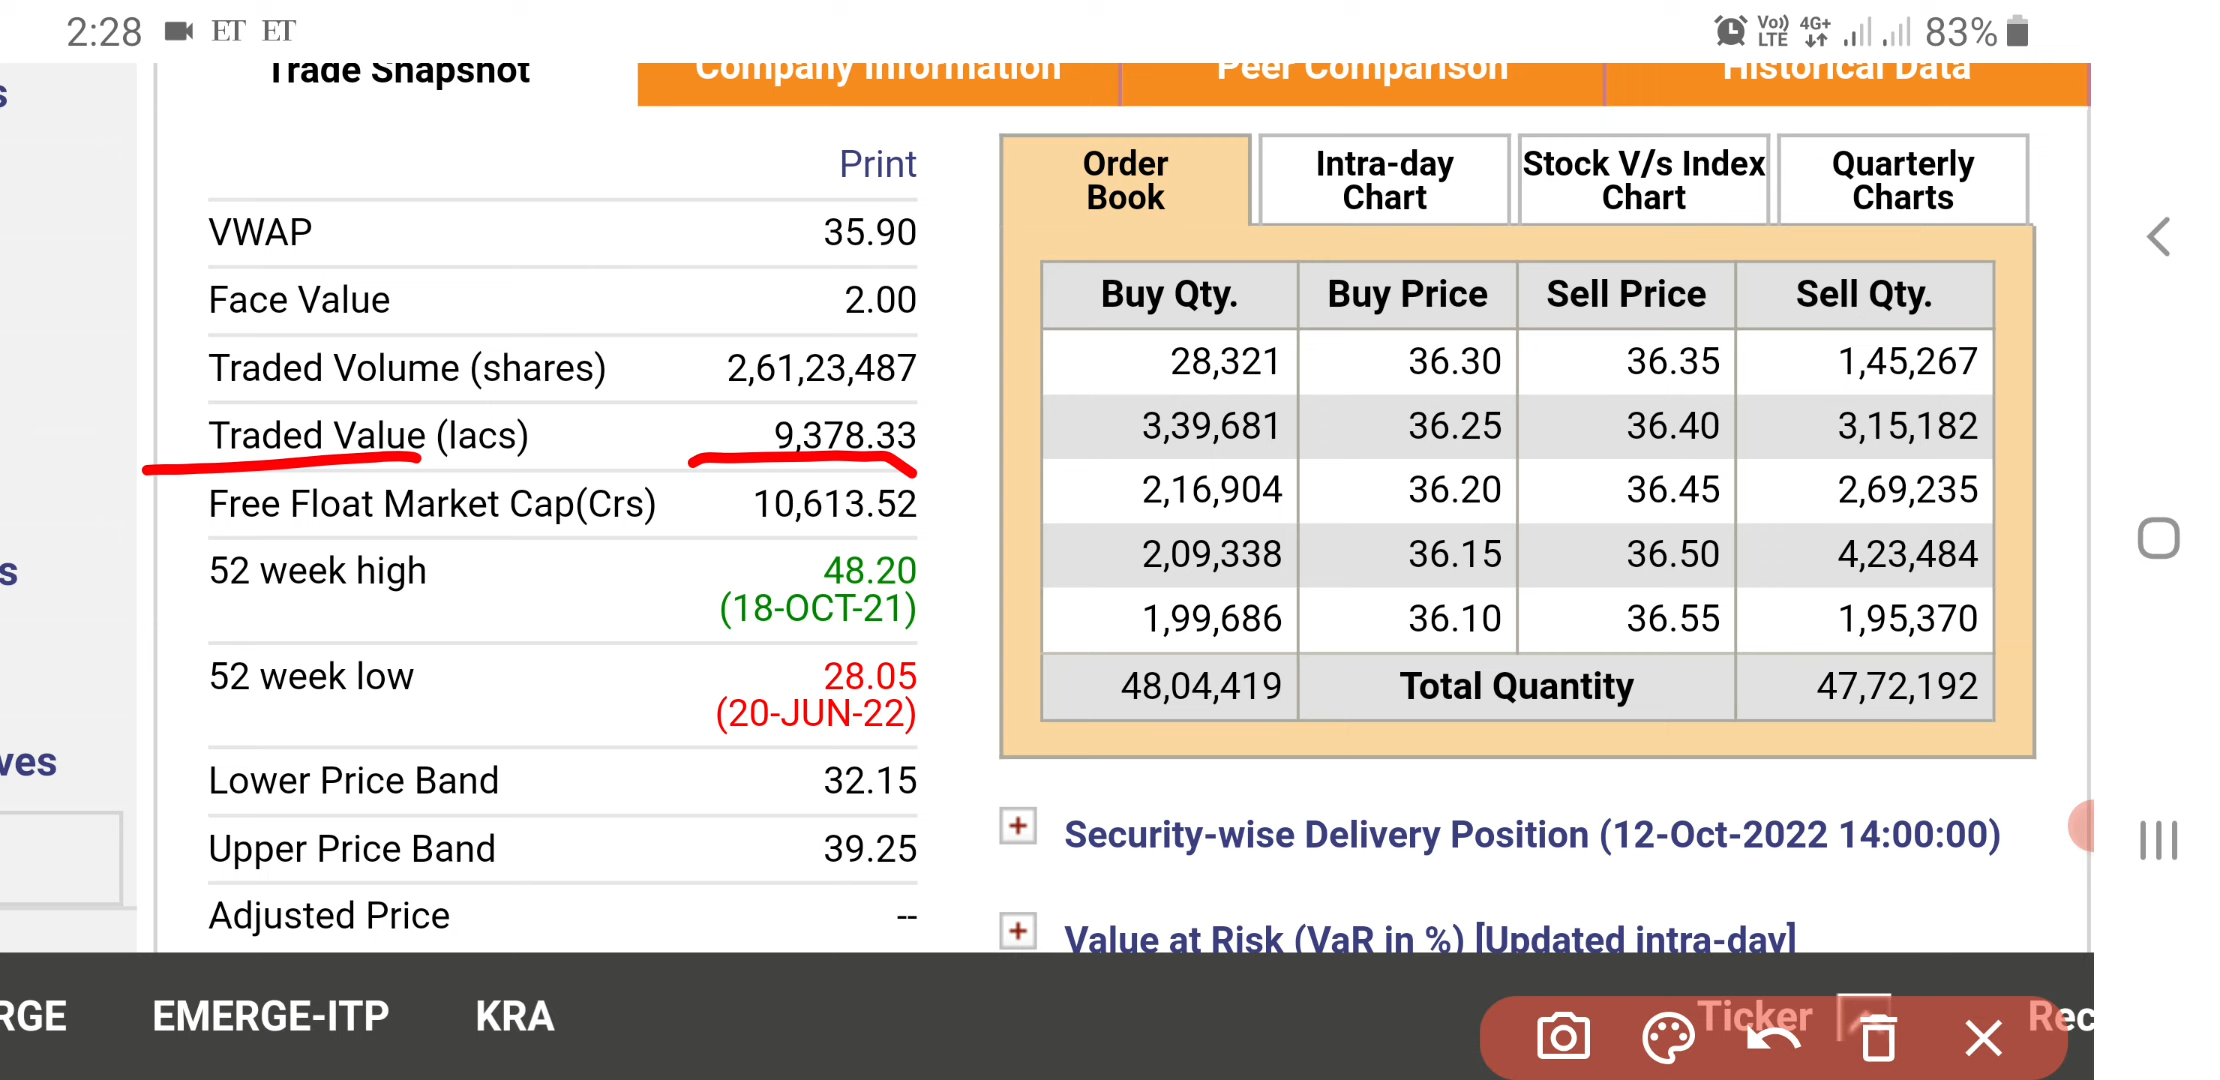 2:28 ET ET Vo)) LTE 4G+ 83%
Trade Snapshot Company Information Peer Comparison Historical Data
s
Print
VWAP 35.90
Face Value 2.00
Traded Volume (shares) 2,61,23,487
Traded Value (lacs) 9,378.33
Free Float Market Cap(Crs) 10,613.52
52 week high 48.20
(18-OCT-21)
s
52 week low 28.05
(20-JUN-22)
ves
Lower Price Band 32.15
Upper Price Band 39.25
Adjusted Price --
Order Book
Intra-day Chart
Stock V/s Index Chart
Quarterly Charts
Buy Qty. Buy Price Sell Price Sell Qty.
28,321 36.30 36.35 1,45,267
3,39,681 36.25 36.40 3,15,182
2,16,904 36.20 36.45 2,69,235
2,09,338 36.15 36.50 4,23,484
1,99,686 36.10 36.55 1,95,370
48,04,419 Total Quantity 47,72,192
Security-wise Delivery Position (12-Oct-2022 14:00:00)
Value at Risk (VaR in %) [Updated intra-day]
RGE EMERGE-ITP KRA Ticker Rec